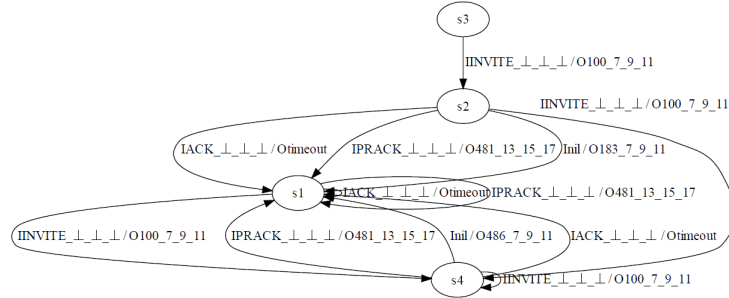 s3
IINVITE_⊥_⊥_⊥ / O100_7_9_11
s2
IINVITE_⊥_⊥_⊥ / O100_7_9_11
IACK_⊥_⊥_⊥ / Otimeout
IPRACK_⊥_⊥_⊥ / O481_13_15_17
Inil / O183_7_9_11
s1
IACK_⊥_⊥_⊥ / Otimeout
IPRACK_⊥_⊥_⊥ / O481_13_15_17
IINVITE_⊥_⊥_⊥ / O100_7_9_11
IPRACK_⊥_⊥_⊥ / O481_13_15_17
Inil / O486_7_9_11
IACK_⊥_⊥_⊥ / Otimeout
s4
IINVITE_⊥_⊥_⊥ / O100_7_9_11